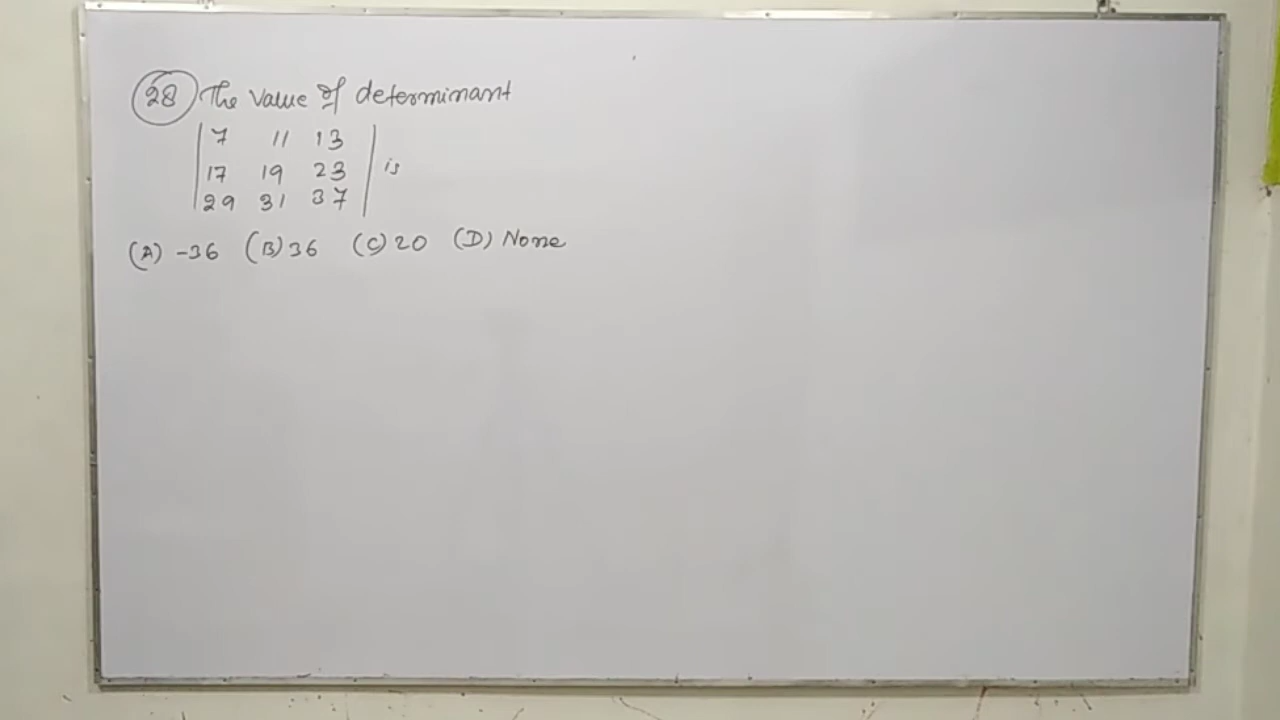 28 The value of determinant
| 7 11 13 |
| 17 19 23 | is
| 29 31 37 |
(A) -36 (B) 36 (C) 20 (D) None